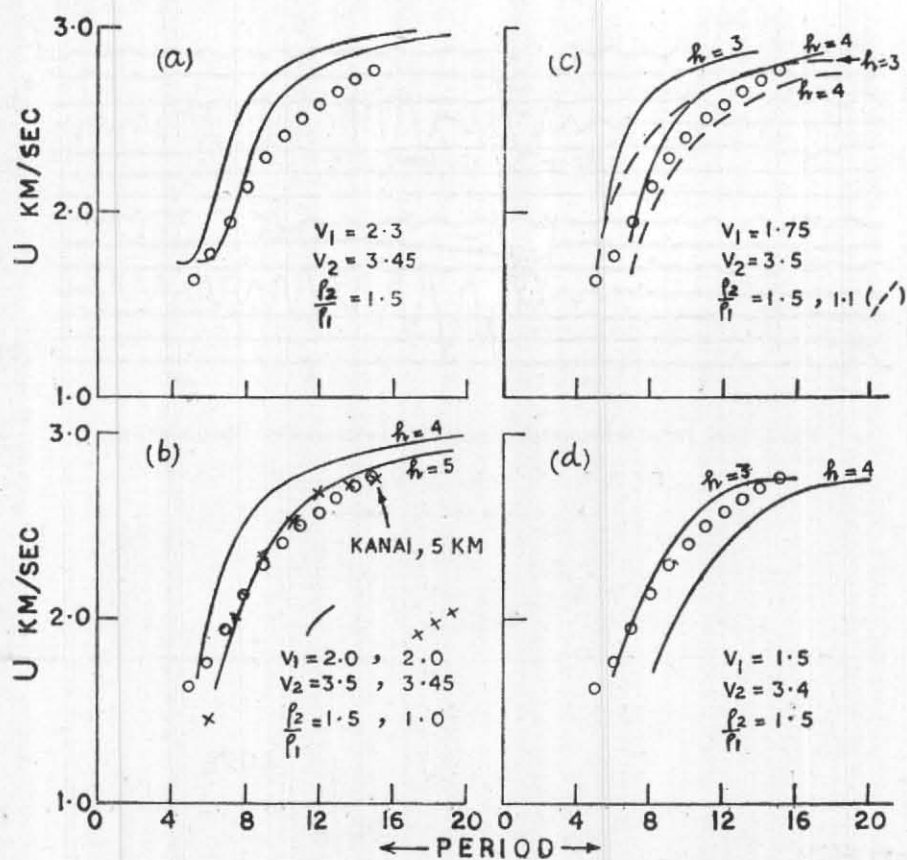 3.0
(a)
U KM/SEC
2.0
V1 = 2.3
V2 = 3.45
ρ2/ρ1 = 1.5
1.0
(c)
h=3
h=4
h=3
h=4
V1 = 1.75
V2 = 3.5
ρ2/ρ1 = 1.5 , 1.1 (/)
12 16 20
3.0
(b)
h=4
h=5
KANAI, 5 KM
U KM/SEC
2.0
V1 = 2.0 , 2.0
V2 = 3.5 , 3.45
ρ2/ρ1 = 1.5 , 1.0
1.0
0 4 8 12 16 20
(d)
h=3
h=4
V1 = 1.5
V2 = 3.4
ρ2/ρ1 = 1.5
4 8 12 16 20
PERIOD